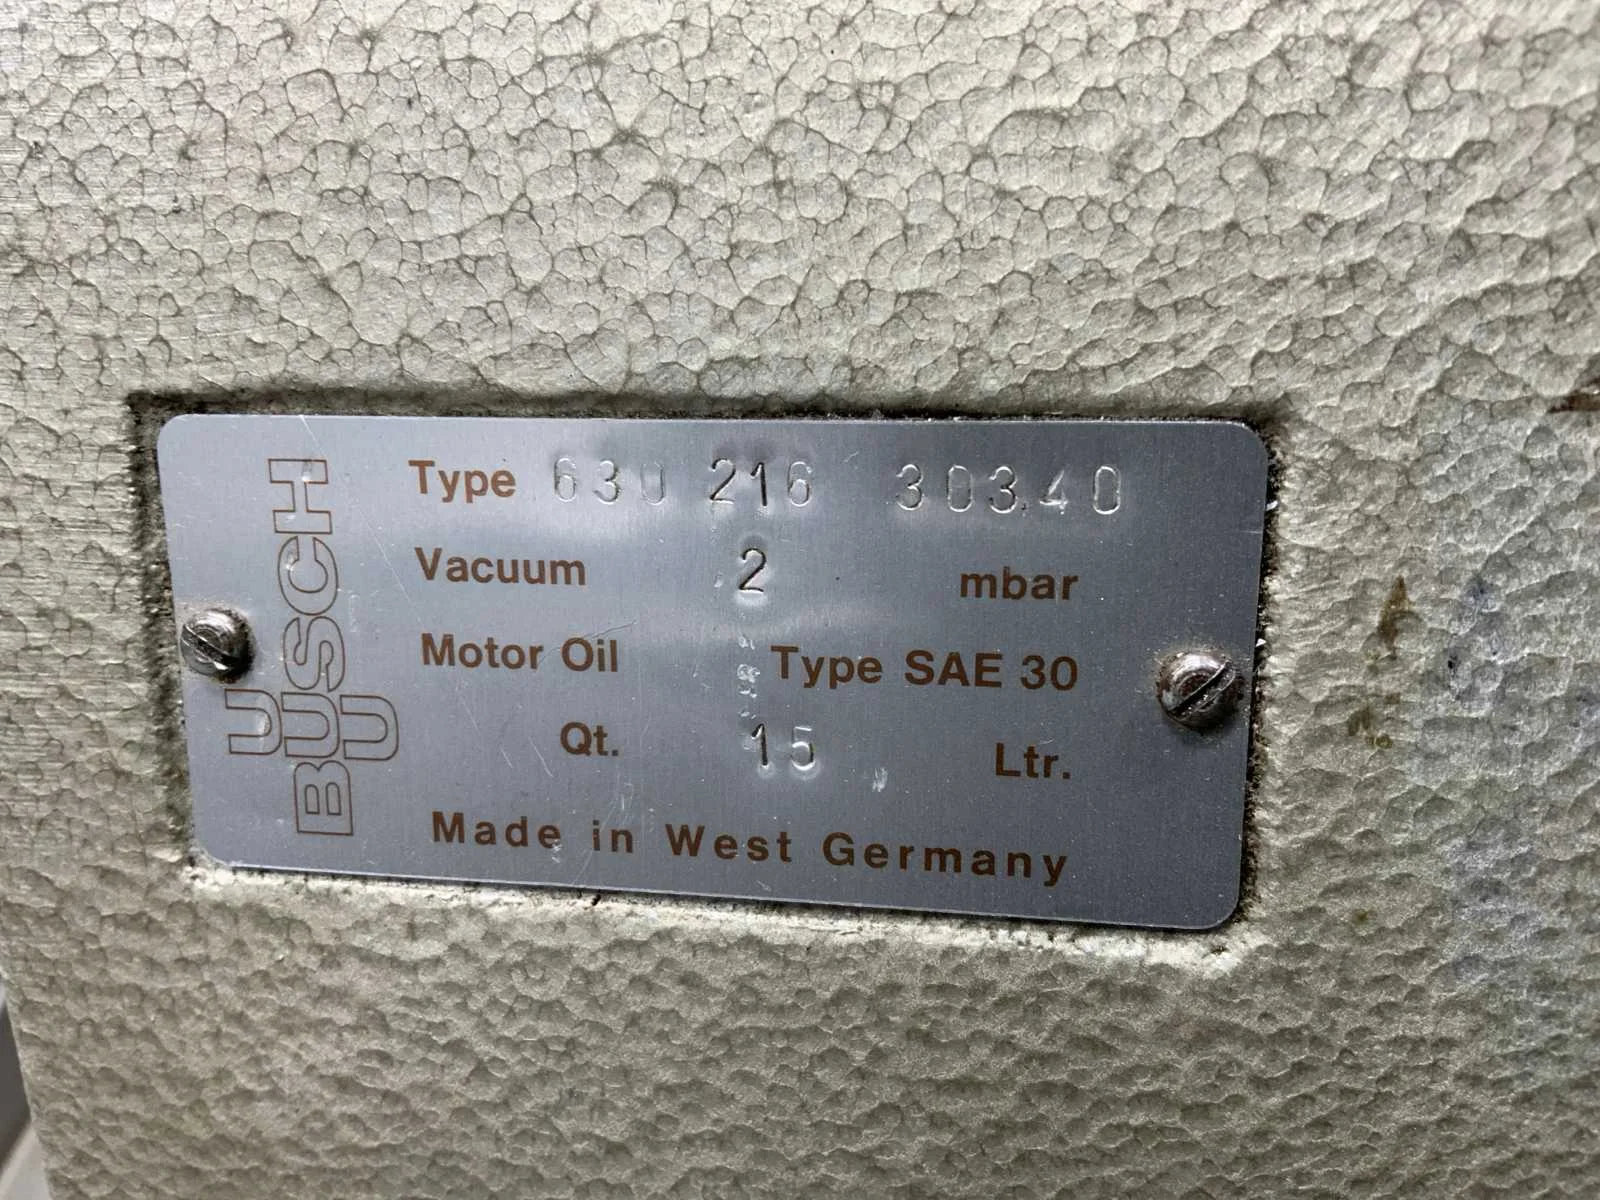 BUSCH
U U
Type 630 216 303.40
Vacuum 2 mbar
Motor Oil Type SAE 30
Qt. 15 Ltr.
Made in West Germany